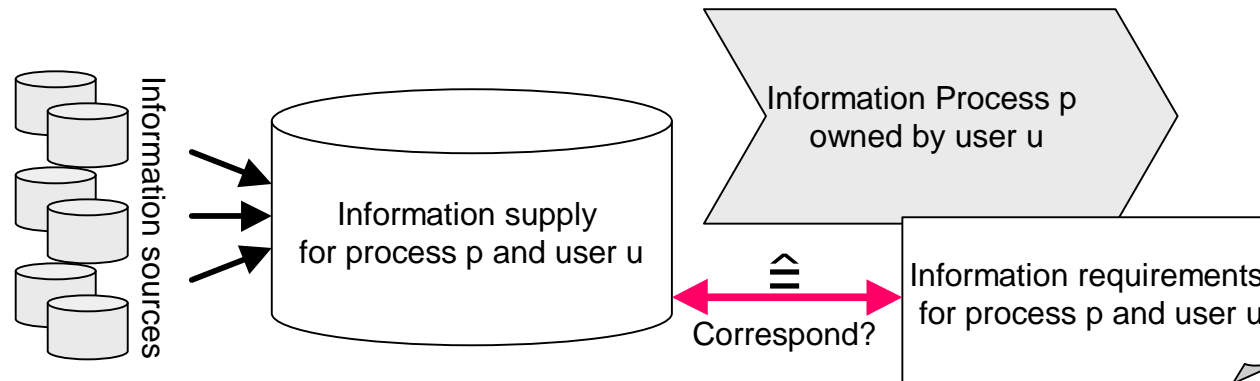 Information sources
Information supply
for process p and user u
Information Process p
owned by user u
≙
Correspond?
Information requirements
for process p and user u